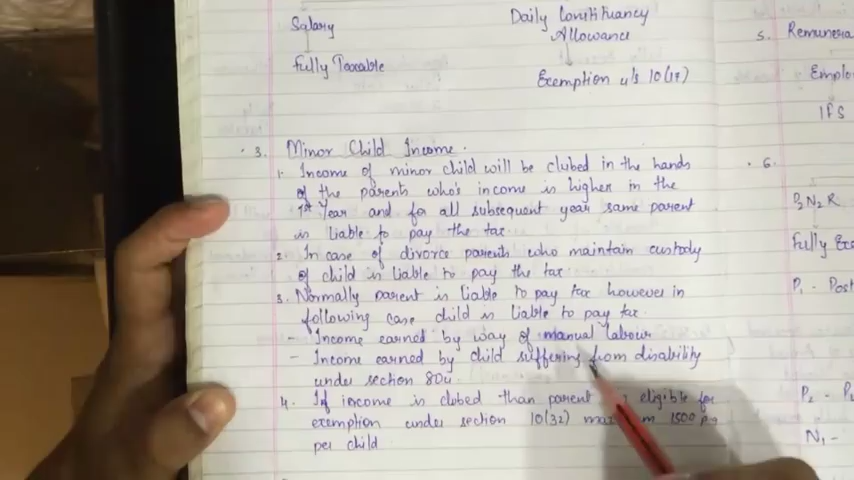 Salary
Daily Constituancy
Allowance
fully Taxable
Exemption u/s 10(17)
5. Remunera
Emplo
IFS
3. Minor Child Income.
1. Income of minor child will be clubed in the hands
of the parents who's income is higher in the
1st Year and for all subsequent year same parent
is liable to pay the tax.
2. In case of divorce parents who maintain custody
of child is liable to pay the tax
3. Normally parent is liable to pay tax however in
following case child is liable to pay tax.
- Income earned by way of manual labour
- Income earned by child suffering from disability
under section 80u.
4. If income is clubed than parent eligible for
exemption under section 10(32) 1500 p
per child
6.
P3 N2 R
fully Exe
P1 - Post
P2 - P
N1 -